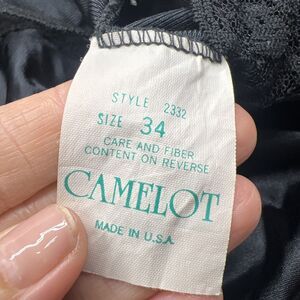 STYLE 2332
SIZE 34
CARE AND FIBER
CONTENT ON REVERSE
CAMELOT
MADE IN U.S.A.